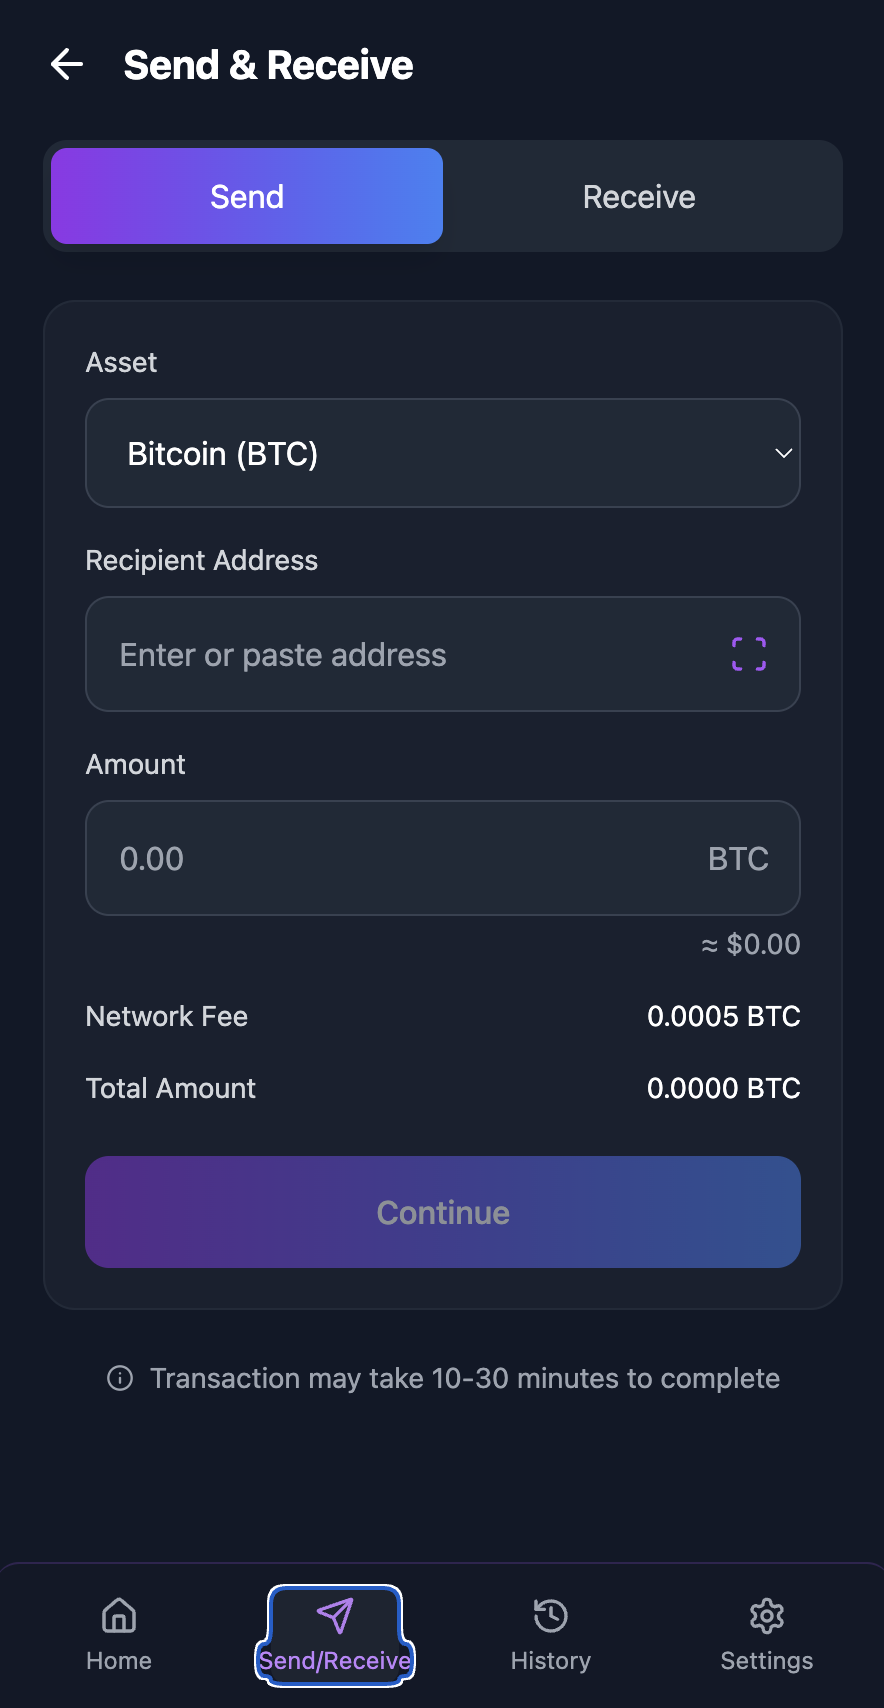 Send & Receive
Send
Receive
Asset
Bitcoin (BTC)
Recipient Address
Enter or paste address
Amount
0.00 BTC
≈ $0.00
Network Fee 0.0005 BTC
Total Amount 0.0000 BTC
Continue
Transaction may take 10-30 minutes to complete
Home
Send/Receive
History
Settings